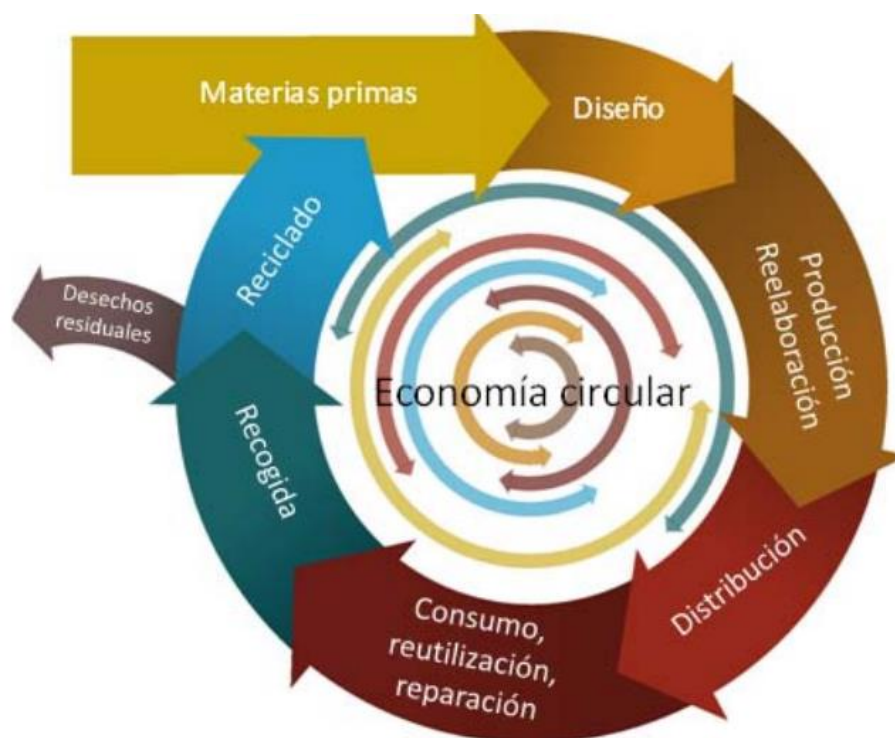 Materias primas
Diseño
Producción
Reelaboración
Distribución
Consumo,
reutilización,
reparación
Recogida
Reciclado
Desechos
residuales
Economía circular